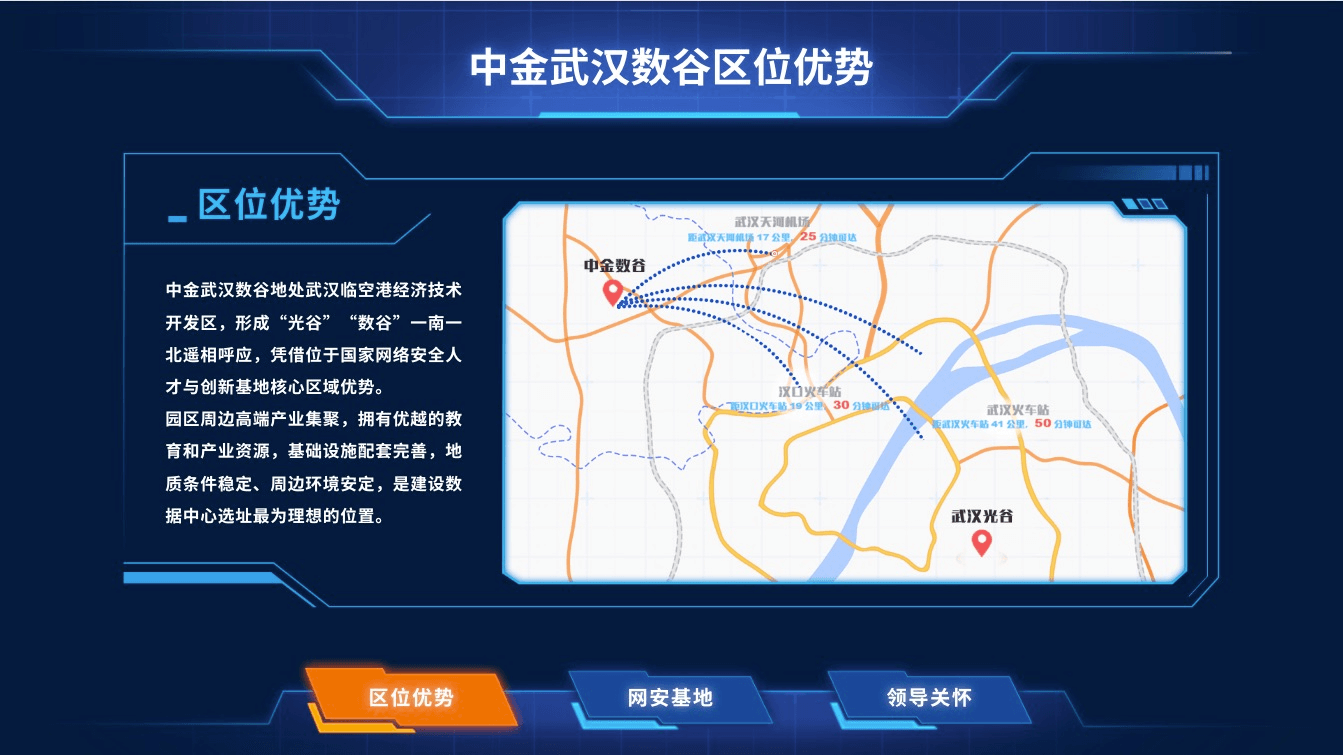 中金武汉数谷区位优势
区位优势
中金武汉数谷地处武汉临空港经济技术
开发区，形成“光谷”“数谷”一南一
北遥相呼应，凭借位于国家网络安全人
才与创新基地核心区域优势。
园区周边高端产业集聚，拥有优越的教
育和产业资源，基础设施配套完善，地
质条件稳定、周边环境安定，是建设数
据中心选址最为理想的位置。
武汉天河机场
距武汉天河机场 17 公里，25 分钟可达
中金数谷
汉口火车站
距汉口火车站 19 公里，30 分钟可达
武汉火车站
距武汉火车站 41 公里，50 分钟可达
武汉光谷
区位优势
网安基地
领导关怀